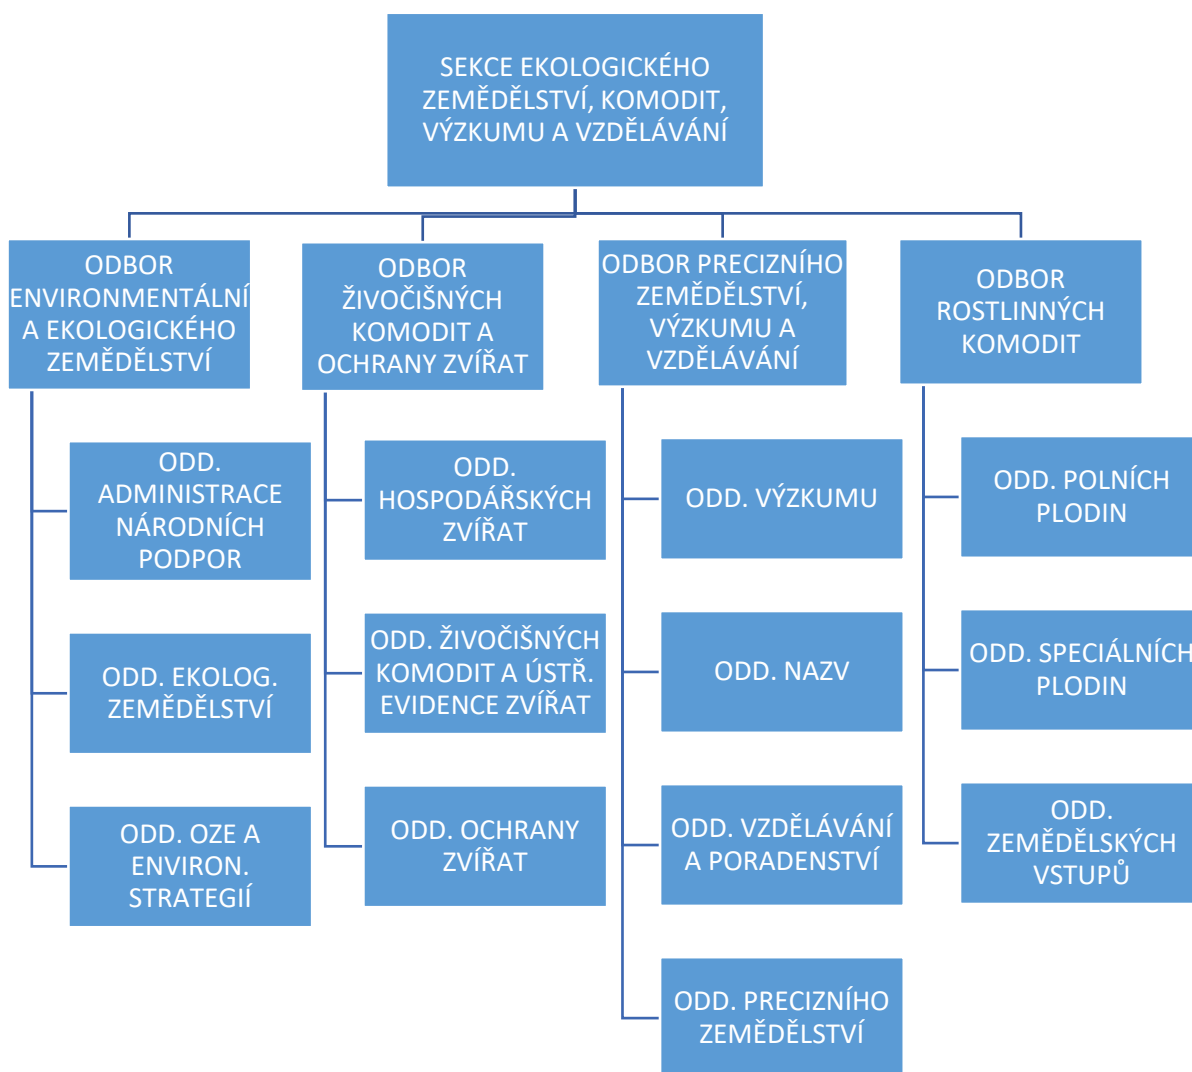 SEKCE EKOLOGICKÉHO
ZEMĚDĚLSTVÍ, KOMODIT,
VÝZKUMU A VZDĚLÁVÁNÍ
ODBOR
ENVIRONMENTÁLNÍ
A EKOLOGICKÉHO
ZEMĚDĚLSTVÍ
ODD.
ADMINISTRACE
NÁRODNÍCH
PODPOR
ODD. EKOLOG.
ZEMĚDĚLSTVÍ
ODD. OZE A
ENVIRON.
STRATEGIÍ
ODBOR
ŽIVOČIŠNÝCH
KOMODIT A
OCHRANY ZVÍŘAT
ODD.
HOSPODÁŘSKÝCH
ZVÍŘAT
ODD. ŽIVOČIŠNÝCH
KOMODIT A ÚSTŘ.
EVIDENCE ZVÍŘAT
ODD. OCHRANY
ZVÍŘAT
ODBOR PRECIZNÍHO
ZEMĚDĚLSTVÍ,
VÝZKUMU A
VZDĚLÁVÁNÍ
ODD. VÝZKUMU
ODD. NAZV
ODD. VZDĚLÁVÁNÍ
A PORADENSTVÍ
ODD. PRECIZNÍHO
ZEMĚDĚLSTVÍ
ODBOR
ROSTLINNÝCH
KOMODIT
ODD. POLNÍCH
PLODIN
ODD. SPECIÁLNÍCH
PLODIN
ODD.
ZEMĚDĚLSKÝCH
VSTUPŮ